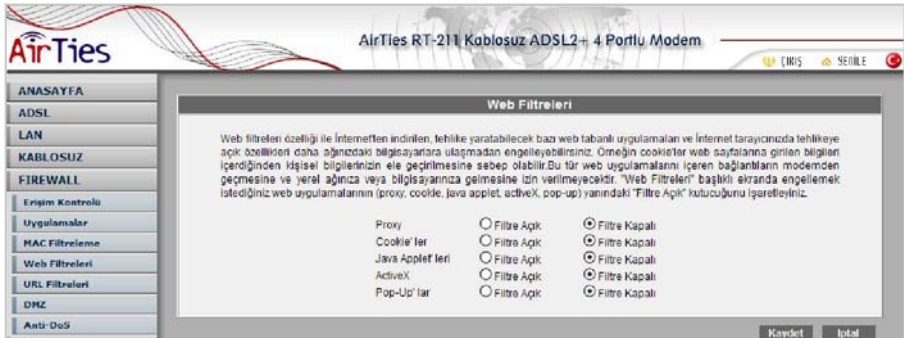 AirTies
AirTies RT-211 Kablosuz ADSL2+ 4 Portlu Modem
ÇIKIŞ YENİLE
ANASAYFA
ADSL
LAN
KABLOSUZ
FIREWALL
Erişim Kontrolü
Uygulamalar
MAC Filtreleme
Web Filtreleri
URL Filtreleri
DMZ
Anti-DoS
Web Filtreleri
Web filtreleri özelliği ile İnternet'ten indirilen, tehlike yaratabilecek bazı web tabanlı uygulamaları ve İnternet tarayıcınızda tehlikeye
açık özellikleri daha ağınızdaki bilgisayarlara ulaşmadan engelleyebilirsiniz. Örneğin cookie'ler web sayfalarına girilen bilgileri
içerdiğinden kişisel bilgilerinizin ele geçirilmesine sebep olabilir.Bu tür web uygulamalarını içeren bağlantıların modemden
geçmesine ve yerel ağınıza veya bilgisayarınıza gelmesine izin verilmeyecektir. "Web Filtreleri" başlıklı ekranda engellemek
istediğiniz web uygulamalarının (proxy, cookie, java applet, activeX, pop-up) yanındaki "Filtre Açık" kutucuğunu işaretleyiniz.
Proxy Filtre Açık Filtre Kapalı
Cookie'ler Filtre Açık Filtre Kapalı
Java Applet'leri Filtre Açık Filtre Kapalı
ActiveX Filtre Açık Filtre Kapalı
Pop-Up'lar Filtre Açık Filtre Kapalı
Kaydet İptal